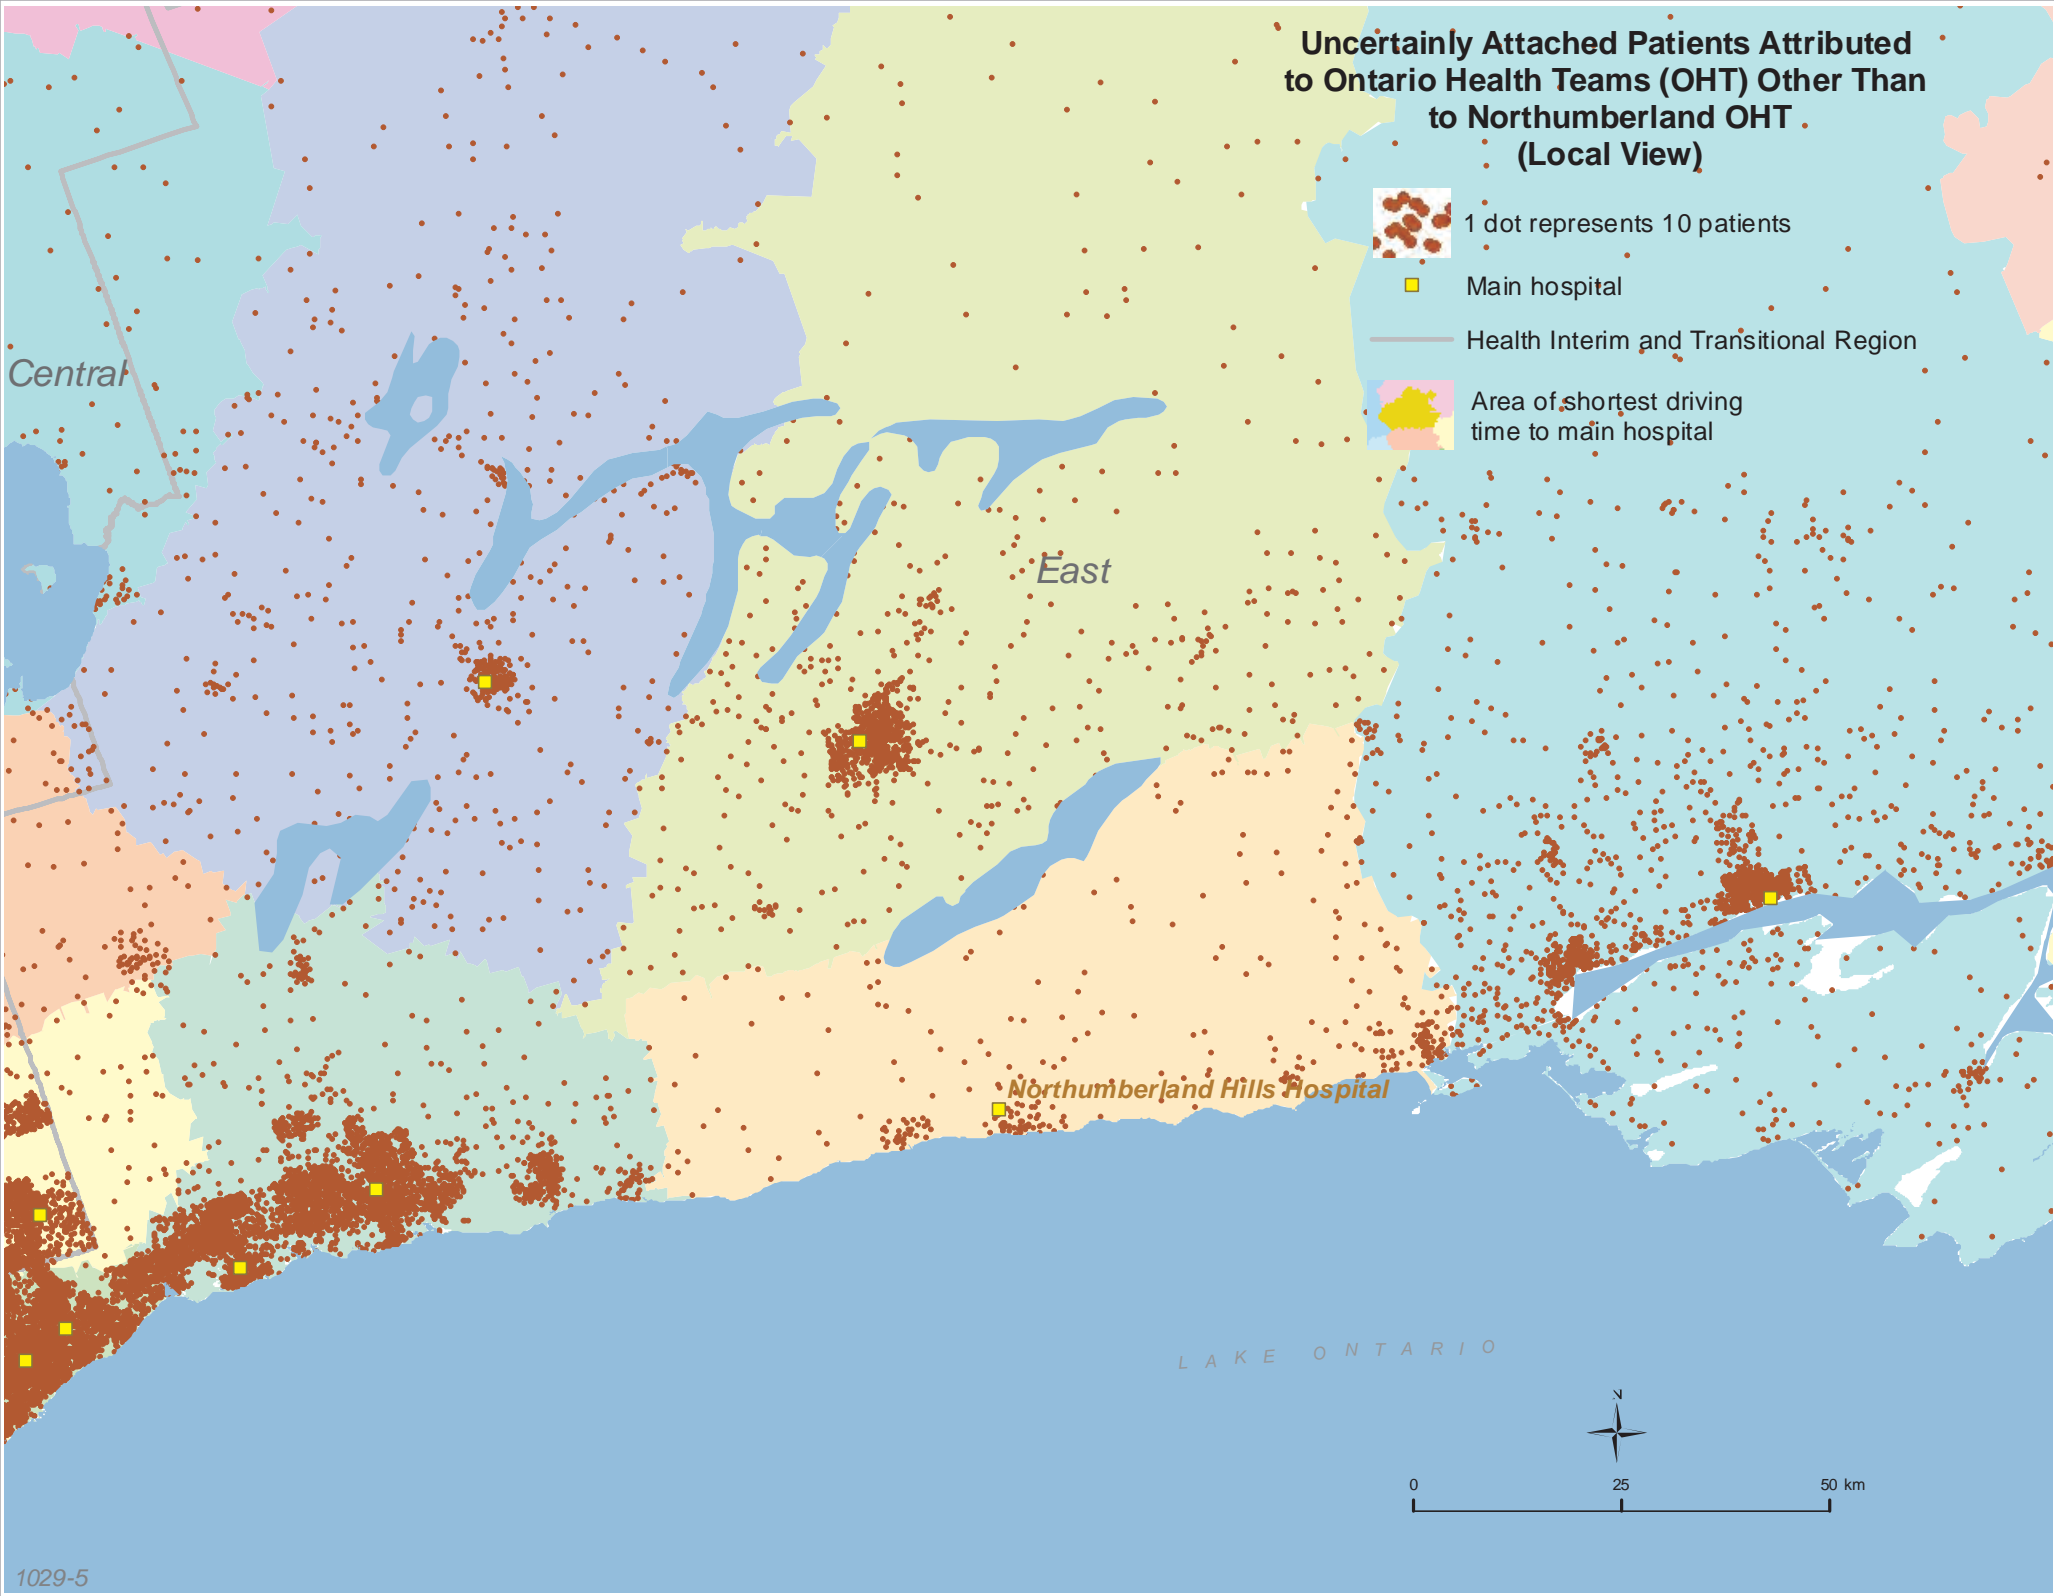 Uncertainly Attached Patients Attributed
to Ontario Health Teams (OHT) Other Than
to Northumberland OHT
(Local View)
1 dot represents 10 patients
Main hospital
Health Interim and Transitional Region
Area of shortest driving
time to main hospital
Central
East
Northumberland Hills Hospital
LAKE ONTARIO
N
0 25 50 km
1029-5